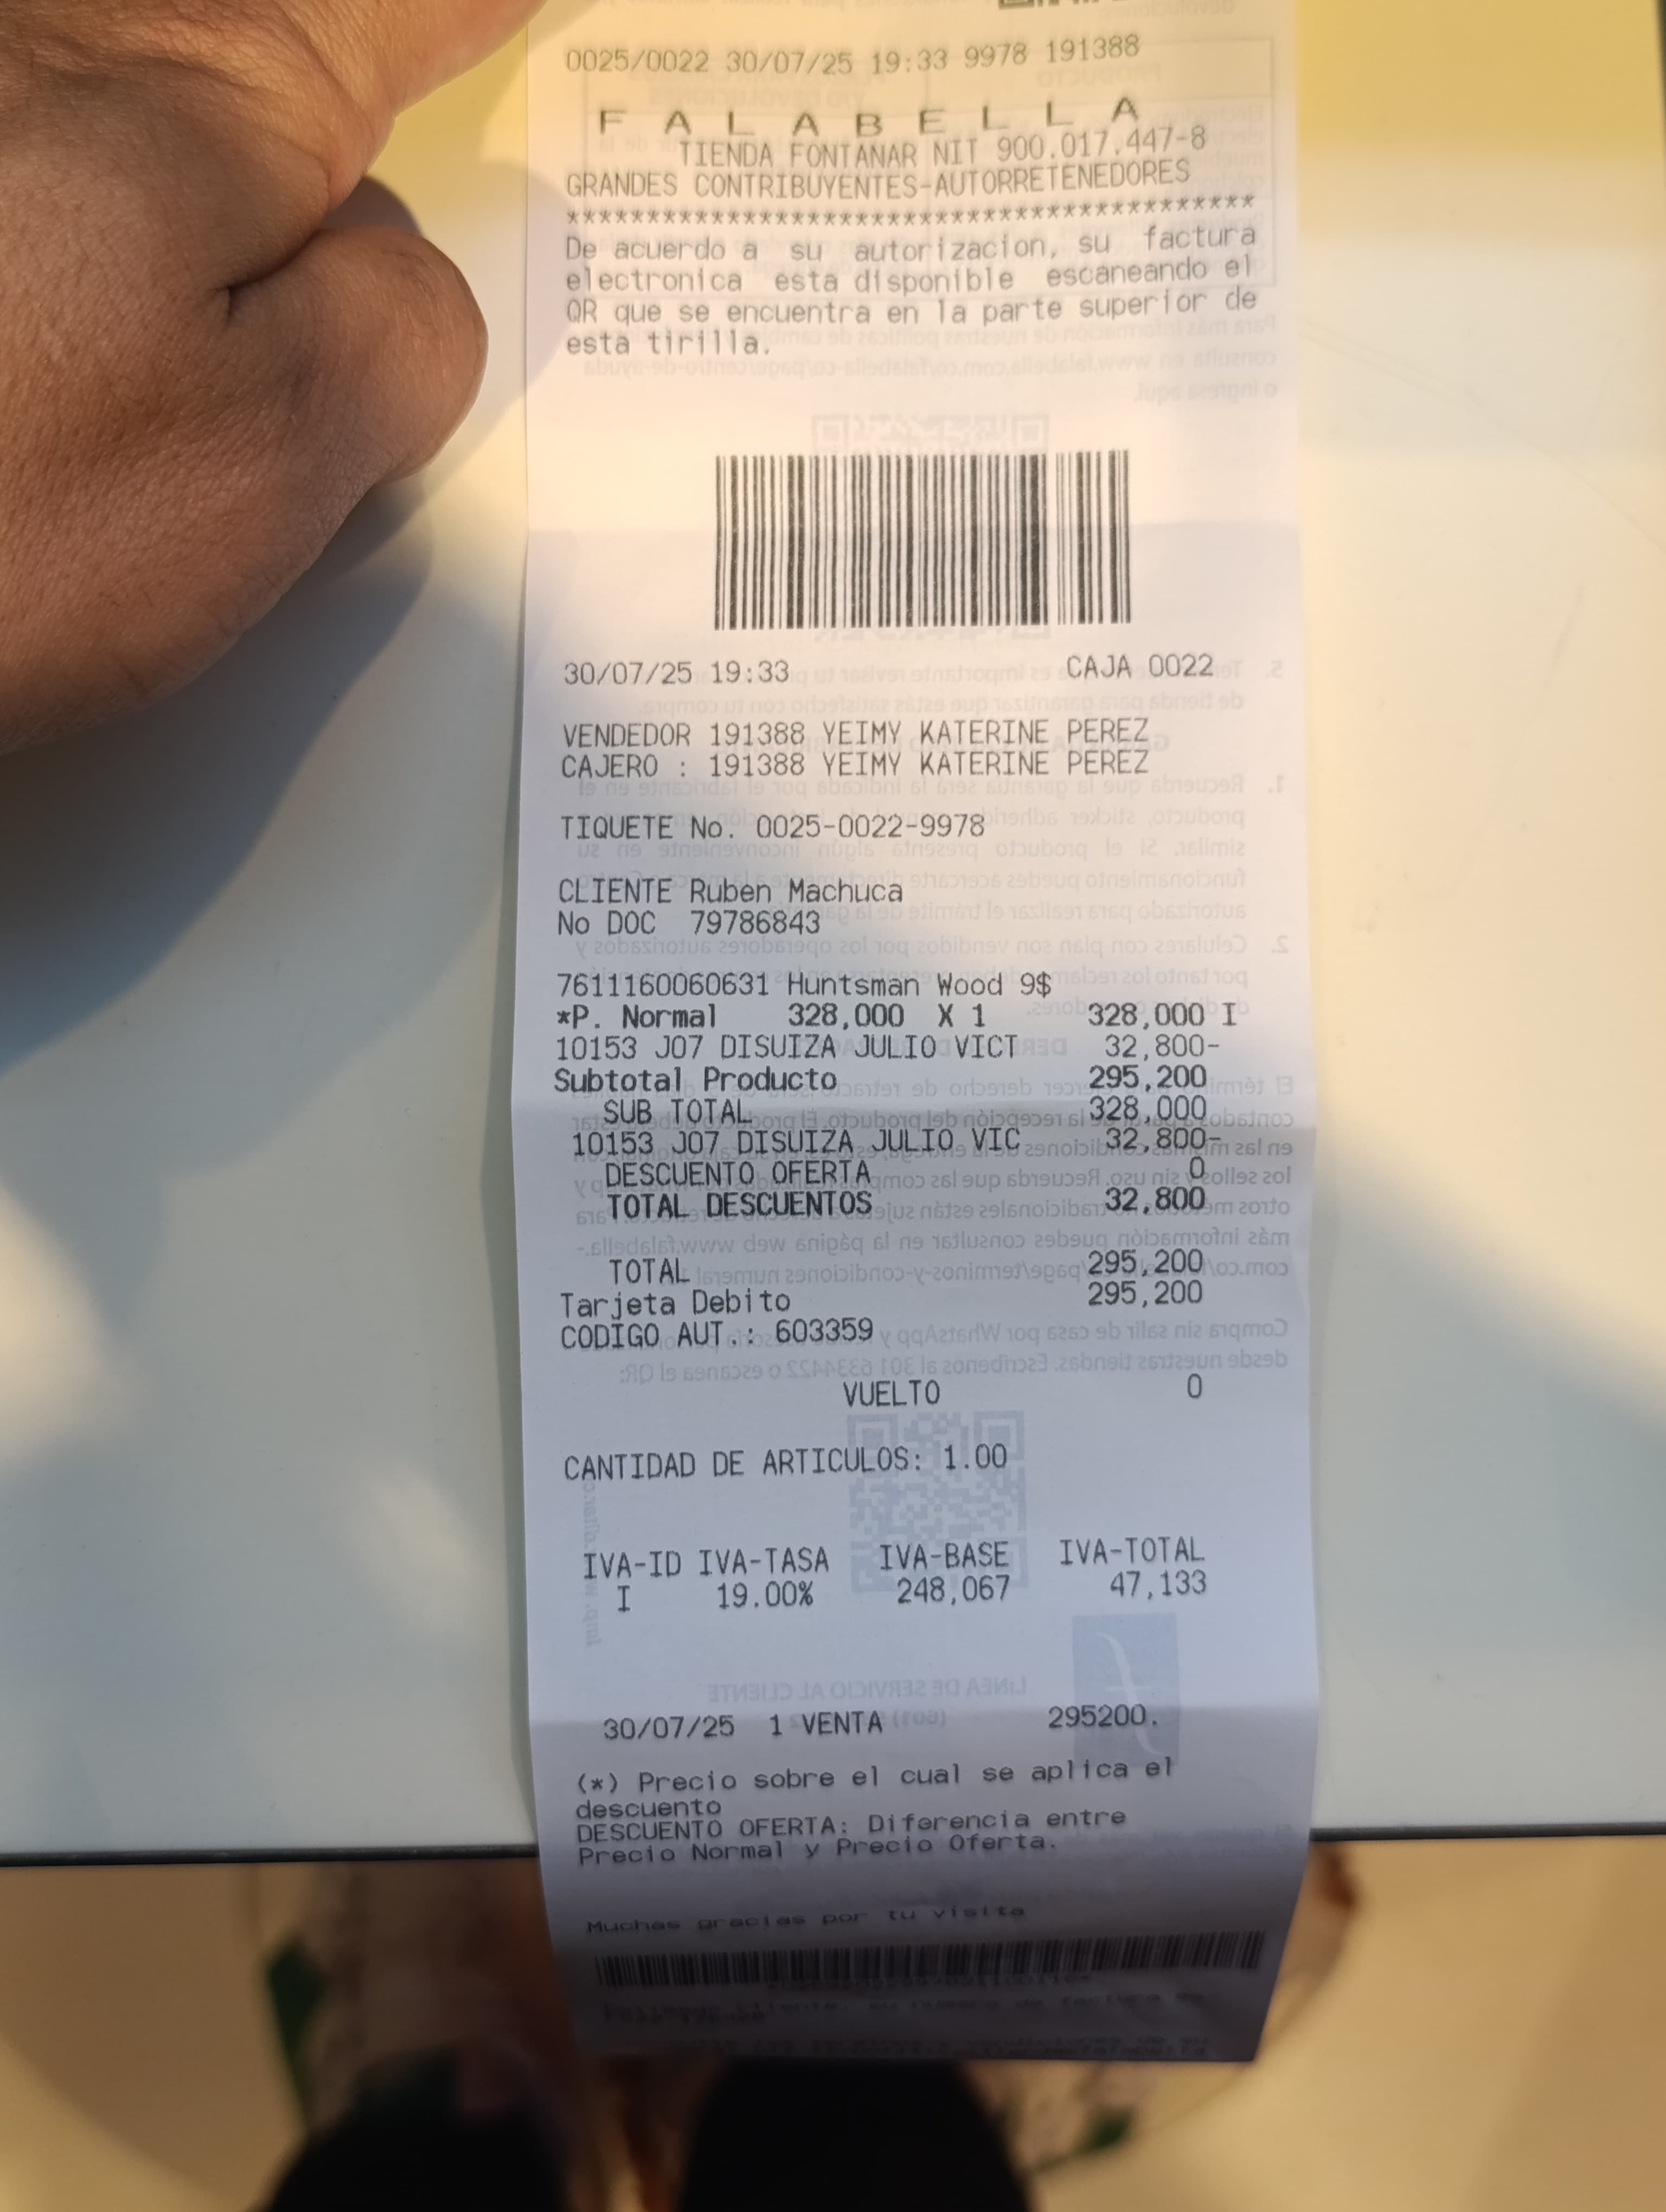 0025/0022 30/07/25 19:33 9978 191388
F A L A B E L L A
TIENDA FONTANAR NIT 900.017.447-8
GRANDES CONTRIBUYENTES-AUTORRETENEDORES
******************************************
De acuerdo a su autorizacion, su factura
electronica esta disponible escaneando el
QR que se encuentra en la parte superior de
esta tirilla.
30/07/25 19:33 CAJA 0022
VENDEDOR 191388 YEIMY KATERINE PEREZ
CAJERO : 191388 YEIMY KATERINE PEREZ
TIQUETE No. 0025-0022-9978
CLIENTE Ruben Machuca
No DOC 79786843
7611160060631 Huntsman Wood 9$
*P. Normal 328,000 X 1 328,000 I
10153 J07 DISUIZA JULIO VICT 32,800-
Subtotal Producto 295,200
SUB TOTAL 328,000
10153 J07 DISUIZA JULIO VIC 32,800-
DESCUENTO OFERTA 0
TOTAL DESCUENTOS 32,800
TOTAL 295,200
Tarjeta Debito 295,200
CODIGO AUT.: 603359
VUELTO 0
CANTIDAD DE ARTICULOS: 1.00
IVA-ID IVA-TASA IVA-BASE IVA-TOTAL
I 19.00% 248,067 47,133
30/07/25 1 VENTA 295200.
(*) Precio sobre el cual se aplica el
descuento
DESCUENTO OFERTA: Diferencia entre
Precio Normal y Precio Oferta.
Muchas gracias por tu visita